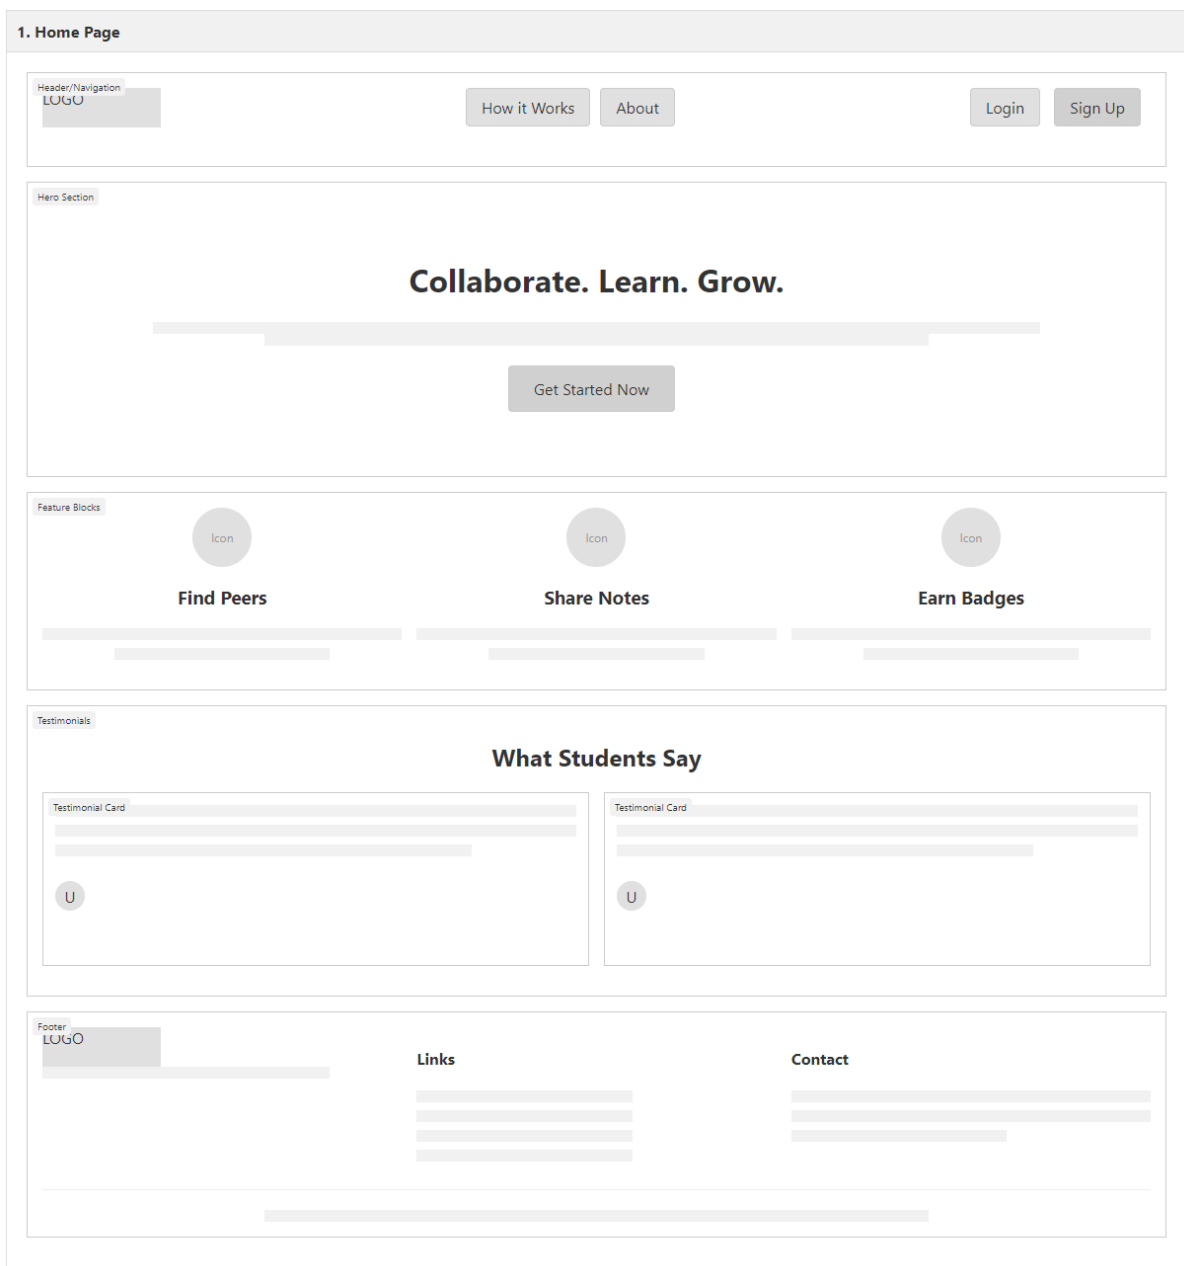 1. Home Page
Header/Navigation
LOGO
How it Works
About
Login
Sign Up
Hero Section
Collaborate. Learn. Grow.
Get Started Now
Feature Blocks
Icon
Icon
Icon
Find Peers
Share Notes
Earn Badges
Testimonials
What Students Say
Testimonial Card
U
Testimonial Card
U
Footer
LOGO
Links
Contact